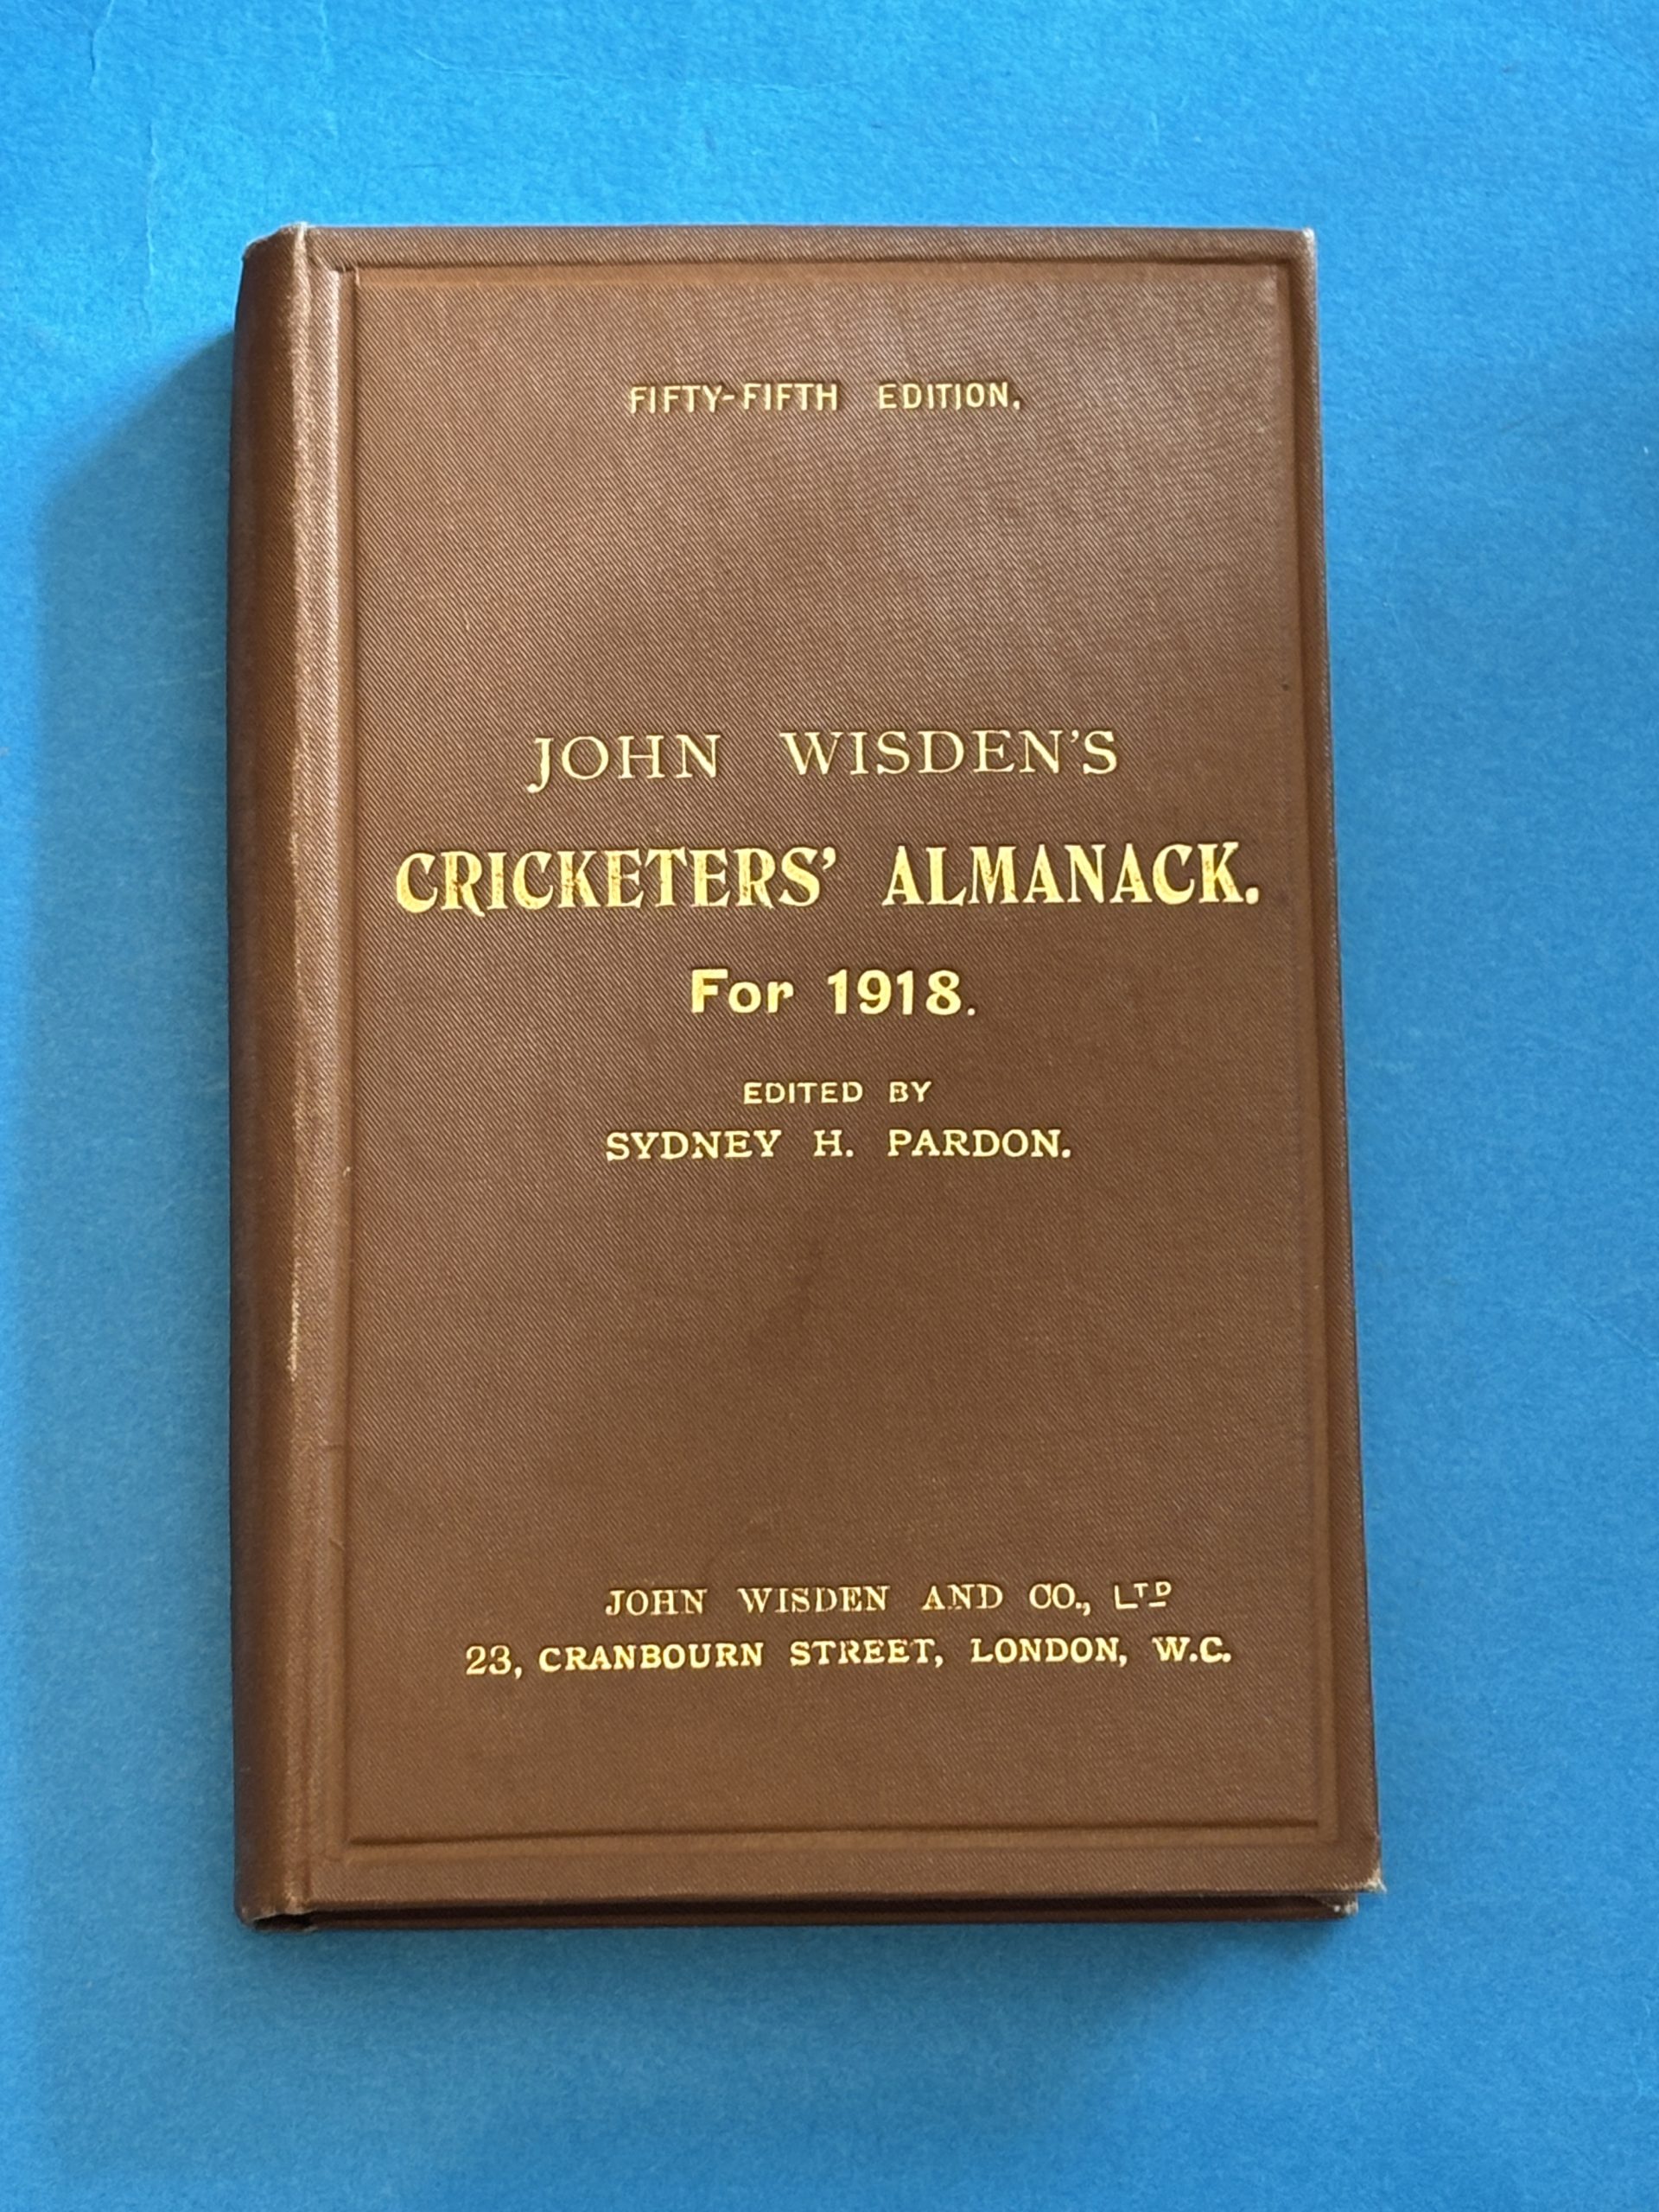 FIFTY-FIFTH EDITION.
JOHN WISDEN'S
CRICKETERS' ALMANACK.
For 1918.
EDITED BY
SYDNEY H. PARDON.
JOHN WISDEN AND CO., LTD
23, CRANBOURN STREET, LONDON, W.C.